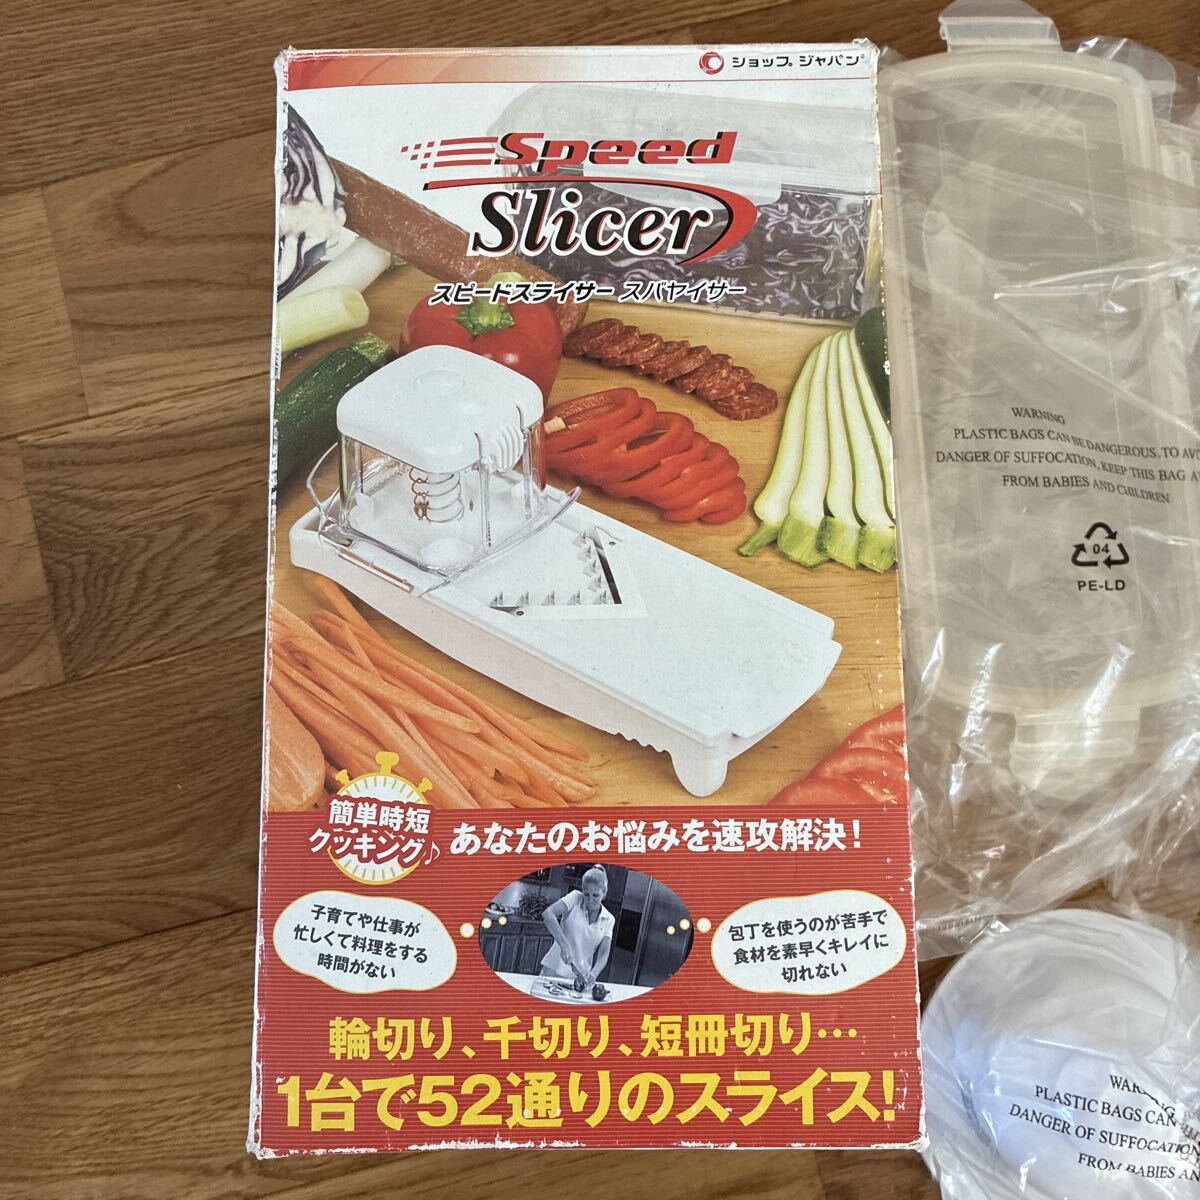 ショップジャパン
Speed
Slicer
スピードスライサー スパヤイサー
簡単時短
クッキング♪
あなたのお悩みを速攻解決!
子育てや仕事が
忙しくて料理をする
時間がない
包丁を使うのが苦手で
食材を素早くキレイに
切れない
輪切り、千切り、短冊切り…
1台で52通りのスライス!
WARNING
PLASTIC BAGS CAN BE DANGEROUS, TO
DANGER OF SUFFOCATION, KEEP THIS BAG
FROM BABIES AND CHILDREN
04
PE-LD
PLASTIC BAGS CAN
DANGER OF SUFFOCATION
FROM BABIES